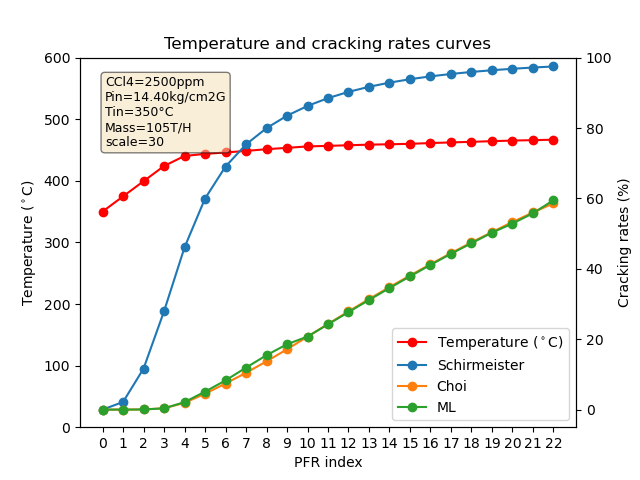 Temperature and cracking rates curves
CCl4=2500ppm
Pin=14.40kg/cm2G
Tin=350°C
Mass=105T/H
scale=30
Temperature (°C)
600
500
400
300
200
100
0
Cracking rates (%)
100
80
60
40
20
0
Temperature (°C)
Schirmeister
Choi
ML
0 1 2 3 4 5 6 7 8 9 10 11 12 13 14 15 16 17 18 19 20 21 22
PFR index